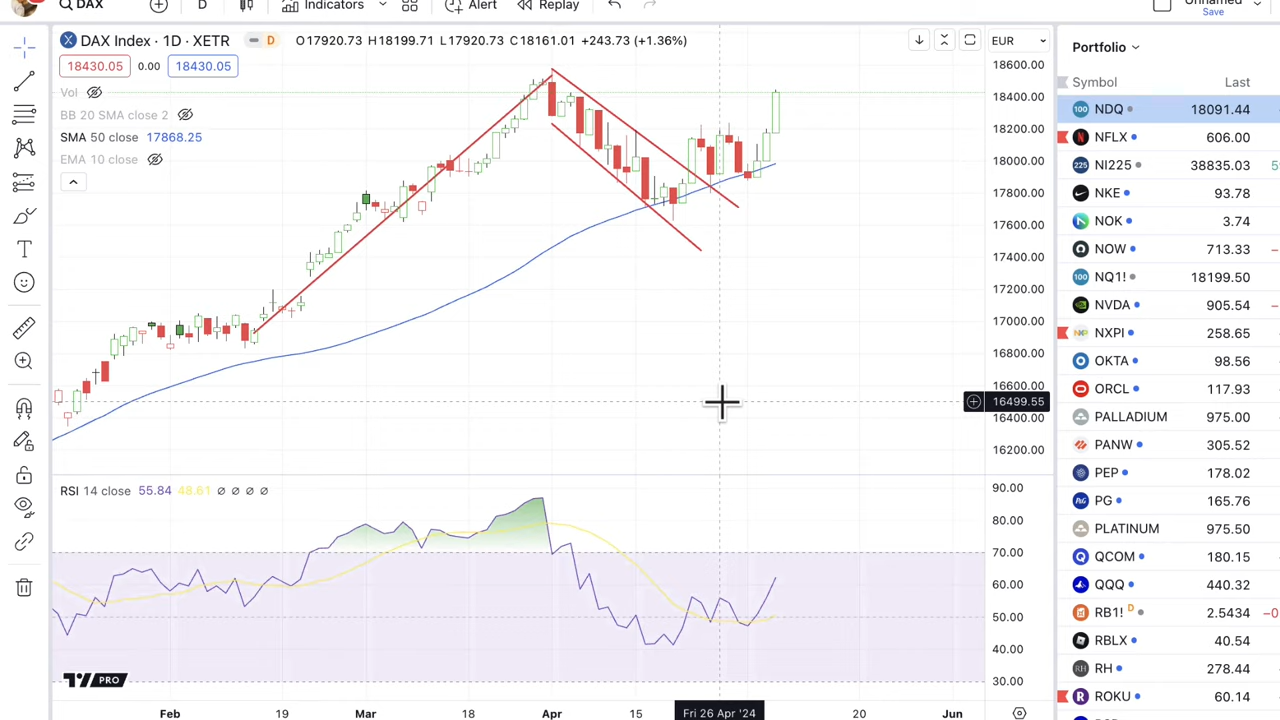 DAX
D
Indicators
Alert
Replay
Unnamed
Save
DAX Index · 1D · XETR
D
O17920.73 H18199.71 L17920.73 C18161.01 +243.73 (+1.36%)
18430.05 0.00 18430.05
Vol
BB 20 SMA close 2
SMA 50 close 17868.25
EMA 10 close
EUR
18600.00
18400.00
18200.00
18000.00
17800.00
17600.00
17400.00
17200.00
17000.00
16800.00
16600.00
16499.55
16400.00
16200.00
RSI 14 close 55.84 48.61 ∅ ∅ ∅ ∅
90.00
80.00
70.00
60.00
50.00
40.00
30.00
PRO
Feb 19 Mar 18 Apr 15 Fri 26 Apr '24 20 Jun
Portfolio
Symbol Last
100 NDQ 18091.44
NFLX 606.00
225 NI225 38835.03 5
NKE 93.78
NOK 3.74
NOW 713.33 −
100 NQ1! 18199.50
NVDA 905.54 −
NXPI 258.65
OKTA 98.56
ORCL 117.93
PALLADIUM 975.00
PANW 305.52
PEP 178.02
P&G PG 165.76
PLATINUM 975.50
QCOM 180.15
QQQ 440.32
RB1! D 2.5434 −0
RBLX 40.54
RH RH 278.44
R ROKU 60.14